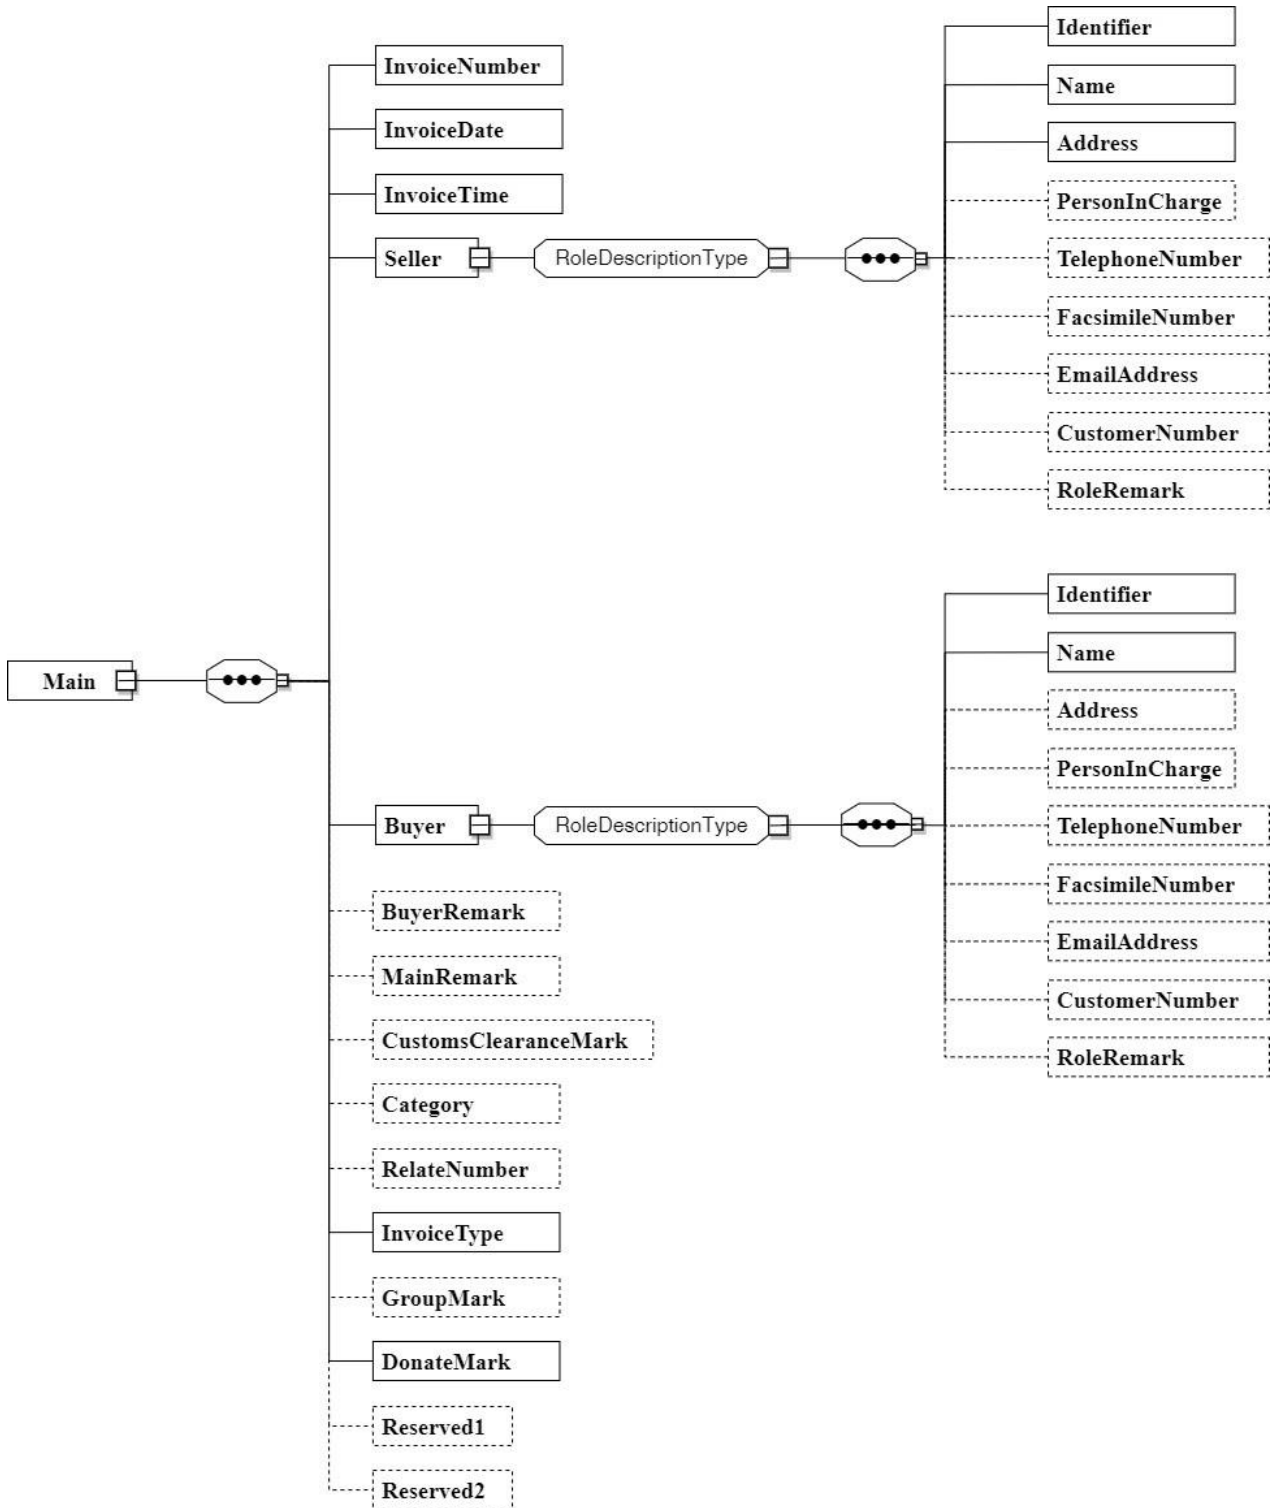 Main
InvoiceNumber
InvoiceDate
InvoiceTime
Seller
RoleDescriptionType
Identifier
Name
Address
PersonInCharge
TelephoneNumber
FacsimileNumber
EmailAddress
CustomerNumber
RoleRemark
Buyer
RoleDescriptionType
Identifier
Name
Address
PersonInCharge
TelephoneNumber
FacsimileNumber
EmailAddress
CustomerNumber
RoleRemark
BuyerRemark
MainRemark
CustomsClearanceMark
Category
RelateNumber
InvoiceType
GroupMark
DonateMark
Reserved1
Reserved2